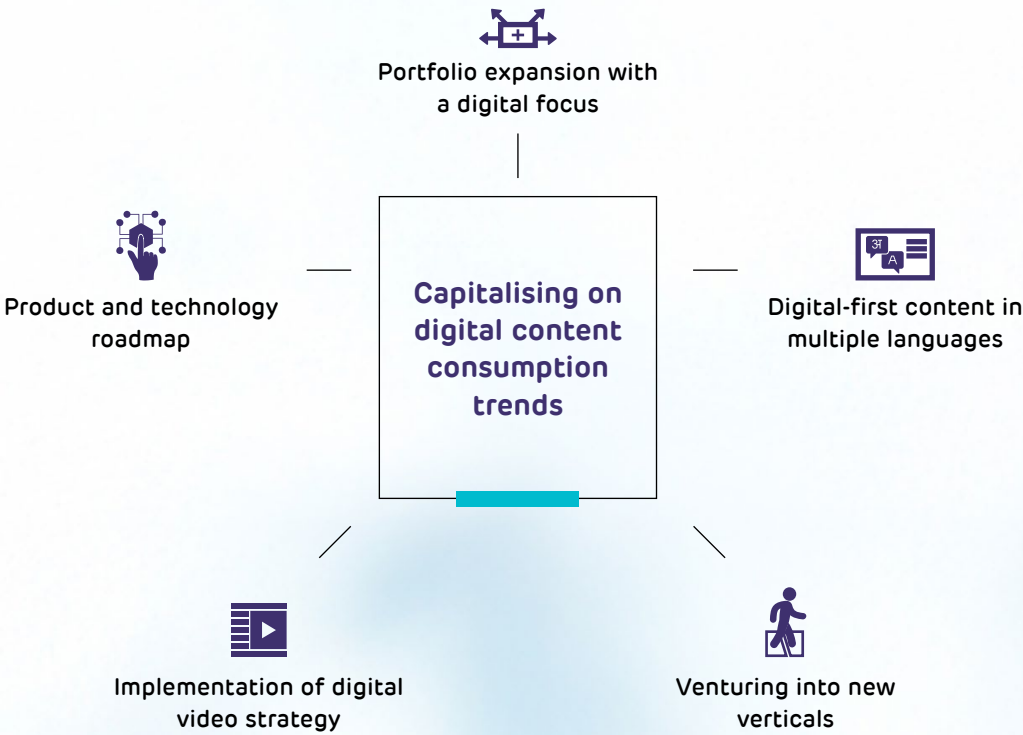 Portfolio expansion with
a digital focus
Product and technology
roadmap
Capitalising on
digital content
consumption
trends
अ
A
Digital-first content in
multiple languages
Implementation of digital
video strategy
Venturing into new
verticals